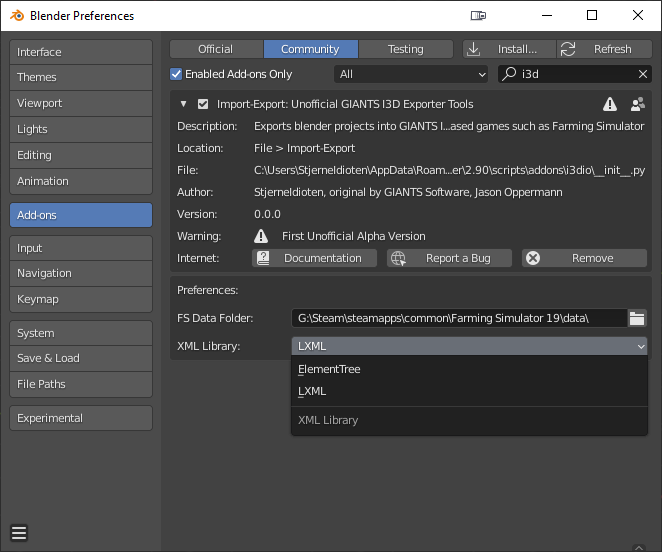 Blender Preferences
Interface
Themes
Viewport
Lights
Editing
Animation
Add-ons
Input
Navigation
Keymap
System
Save & Load
File Paths
Experimental
Official Community Testing Install... Refresh
Enabled Add-ons Only All i3d
Import-Export: Unofficial GIANTS I3D Exporter Tools
Description: Exports blender projects into GIANTS I...ased games such as Farming Simulator
Location: File > Import-Export
File: C:\Users\Stjerneldioten\AppData\Roam...er\2.90\scripts\addons\i3dio\__init__.py
Author: Stjerneldioten, original by GIANTS Software, Jason Oppermann
Version: 0.0.0
Warning: First Unofficial Alpha Version
Internet: Documentation Report a Bug Remove
Preferences:
FS Data Folder: G:\Steam\steamapps\common\Farming Simulator 19\data\
XML Library: LXML
ElementTree
LXML
XML Library